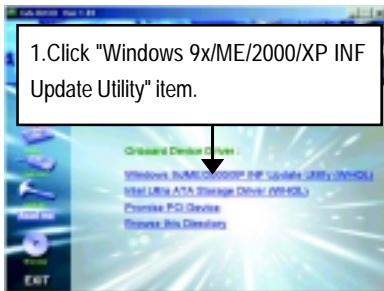 1.Click "Windows 9x/ME/2000/XP INF
Update Utility" item.
Onboard Device Driver :
Windows 9x/ME/2000/XP INF Update Utility (WHQL)
Intel Ultra ATA Storage Driver (WHQL)
Promise PCI Device
Browse this Directory
EXIT